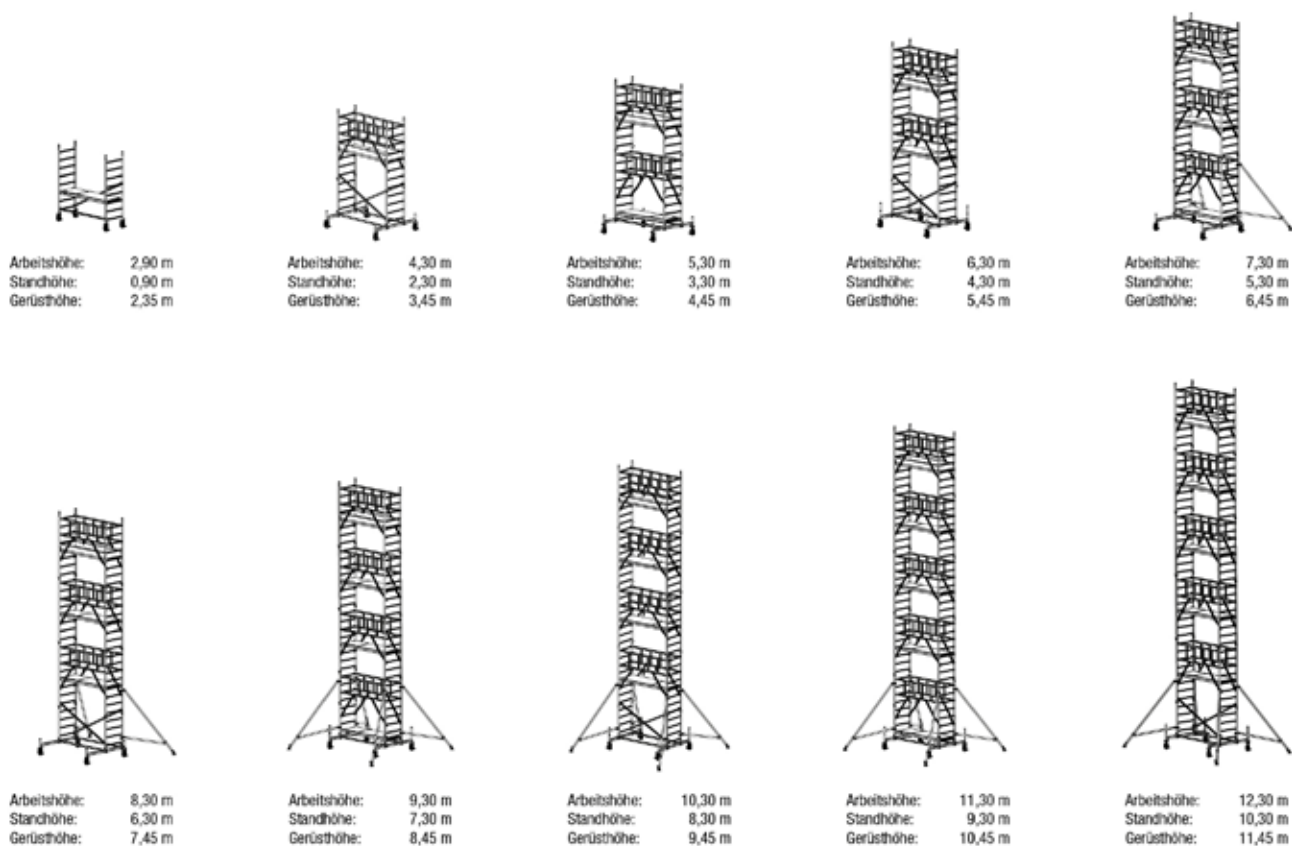 Arbeitshöhe: 2,90 m
Standhöhe: 0,90 m
Gerüsthöhe: 2,35 m
Arbeitshöhe: 4,30 m
Standhöhe: 2,30 m
Gerüsthöhe: 3,45 m
Arbeitshöhe: 5,30 m
Standhöhe: 3,30 m
Gerüsthöhe: 4,45 m
Arbeitshöhe: 6,30 m
Standhöhe: 4,30 m
Gerüsthöhe: 5,45 m
Arbeitshöhe: 7,30 m
Standhöhe: 5,30 m
Gerüsthöhe: 6,45 m
Arbeitshöhe: 8,30 m
Standhöhe: 6,30 m
Gerüsthöhe: 7,45 m
Arbeitshöhe: 9,30 m
Standhöhe: 7,30 m
Gerüsthöhe: 8,45 m
Arbeitshöhe: 10,30 m
Standhöhe: 8,30 m
Gerüsthöhe: 9,45 m
Arbeitshöhe: 11,30 m
Standhöhe: 9,30 m
Gerüsthöhe: 10,45 m
Arbeitshöhe: 12,30 m
Standhöhe: 10,30 m
Gerüsthöhe: 11,45 m